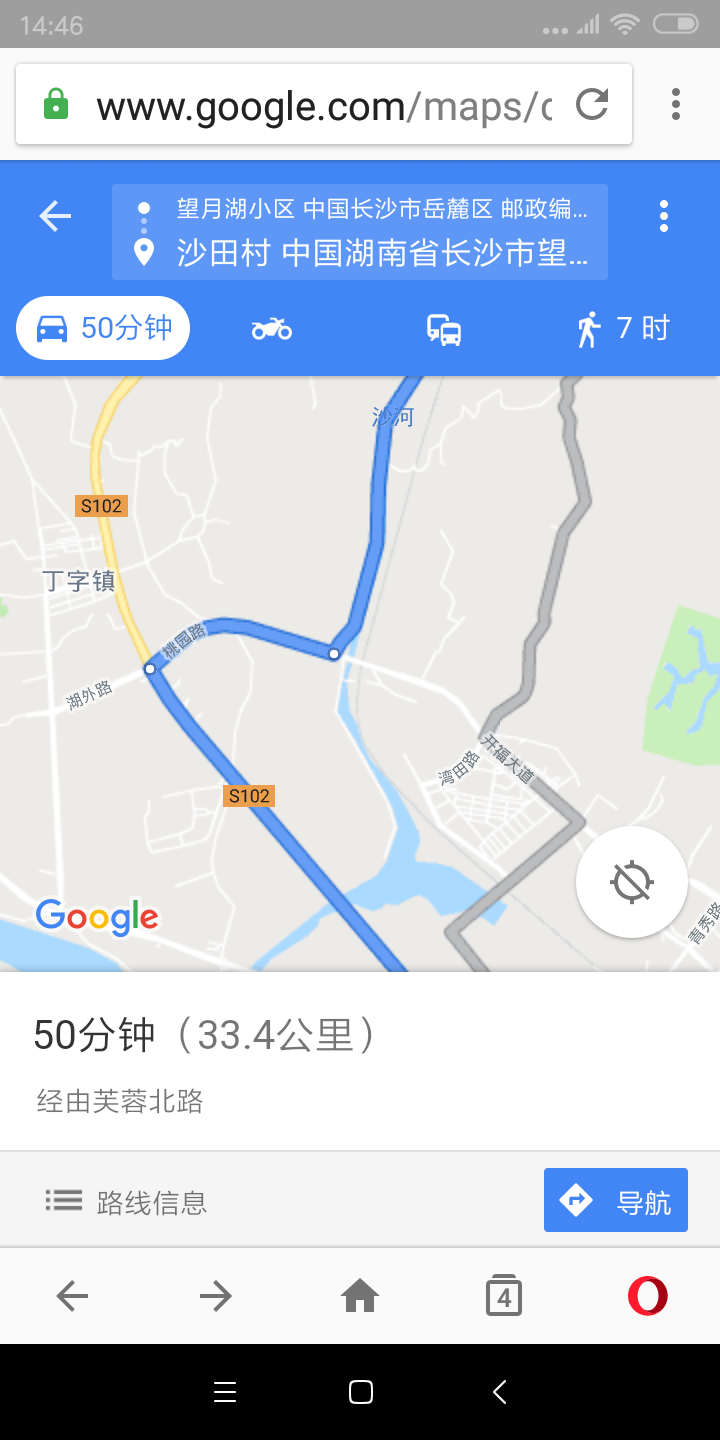 14:46
www.google.com/maps/
望月湖小区 中国长沙市岳麓区 邮政编...
沙田村 中国湖南省长沙市望...
50分钟
7 时
沙河
S102
丁字镇
桃园路
湖外路
开福大道
湾田路
S102
Google
青秀路
50分钟（33.4公里）
经由芙蓉北路
路线信息
导航
4